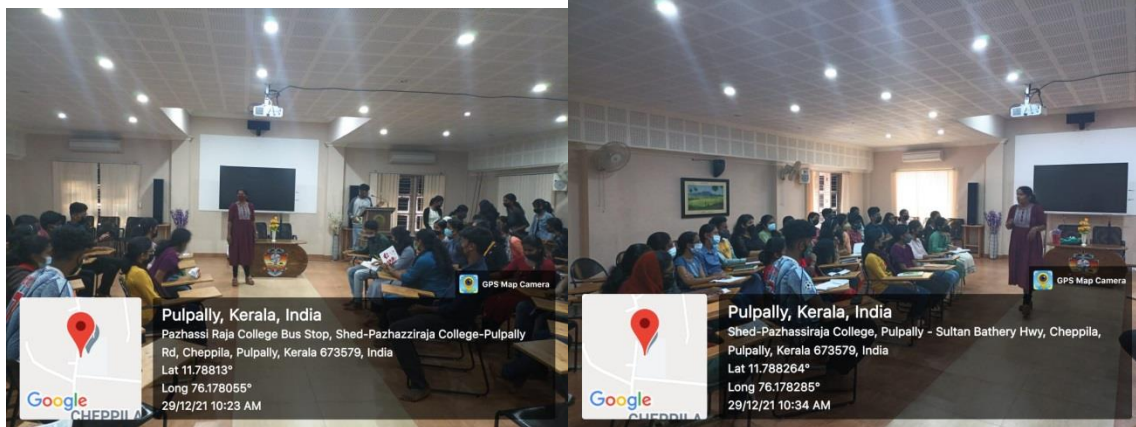 GPS Map Camera
Pulpally, Kerala, India
Pazhassi Raja College Bus Stop, Shed-Pazhazziraja College-Pulpally
Rd, Cheppila, Pulpally, Kerala 673579, India
Lat 11.78813°
Long 76.178055°
29/12/21 10:23 AM
Google
CHEPPILA
GPS Map Camera
Pulpally, Kerala, India
Shed-Pazhassiraja College, Pulpally - Sultan Bathery Hwy, Cheppila,
Pulpally, Kerala 673579, India
Lat 11.788264°
Long 76.178285°
29/12/21 10:34 AM
Google
CHEPPILA